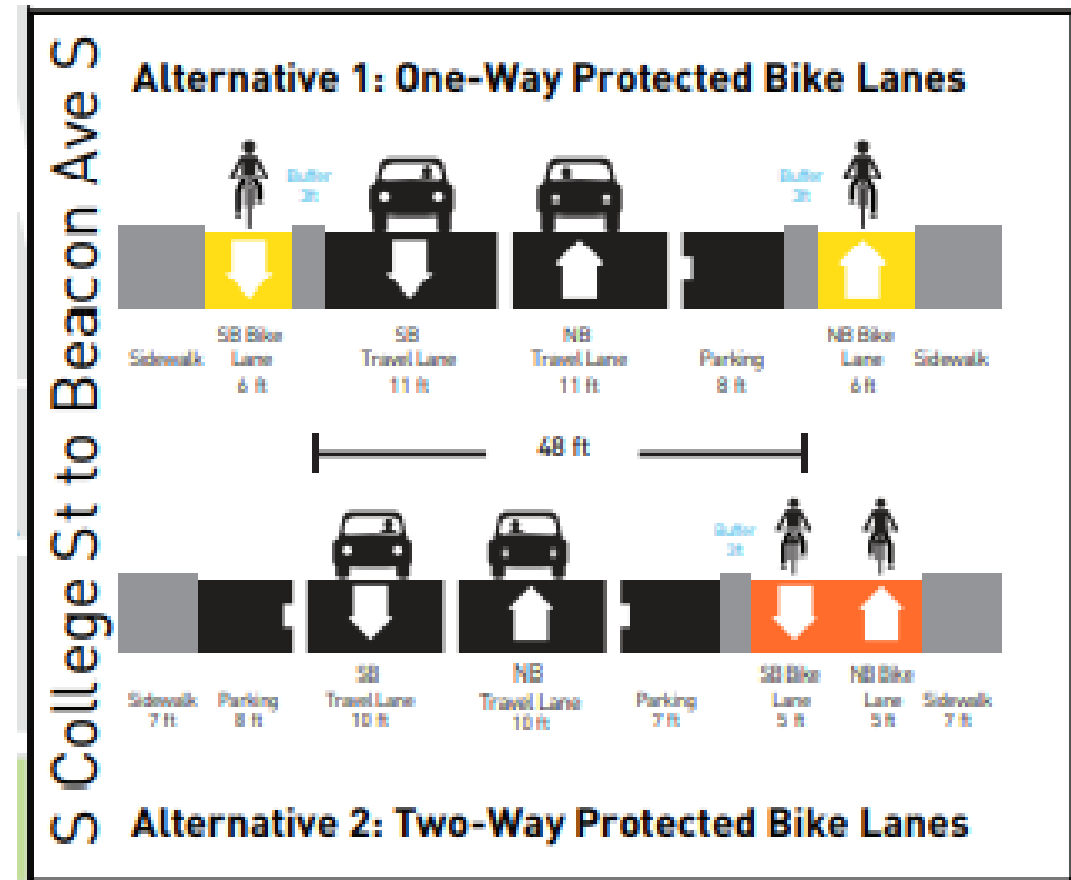 S College St to Beacon Ave S
Alternative 1: One-Way Protected Bike Lanes
Buffer
3ft
Buffer
3ft
Sidewalk
SB Bike
Lane
6 ft
SB
Travel Lane
11 ft
NB
Travel Lane
11 ft
Parking
8 ft
NB Bike
Lane
6 ft
Sidewalk
48 ft
Buffer
3ft
Sidewalk
7 ft
Parking
8 ft
SB
Travel Lane
10 ft
NB
Travel Lane
10 ft
Parking
7 ft
SB Bike
Lane
5 ft
NB Bike
Lane
5 ft
Sidewalk
7 ft
Alternative 2: Two-Way Protected Bike Lanes